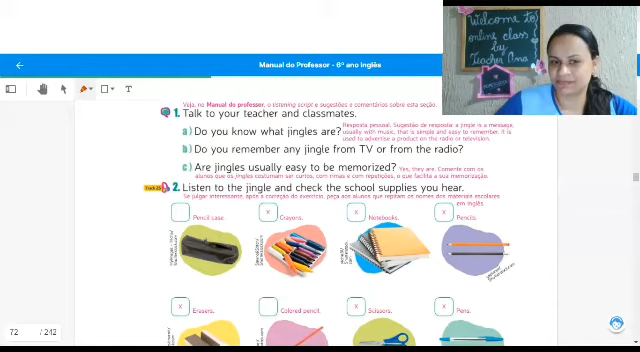 Welcome to
online class
by
Teacher Ana
Manual do Professor - 6º ano Inglês
T
Veja, no Manual do professor, o listening script e sugestões e comentários sobre esta seção.
1. Talk to your teacher and classmates.
a) Do you know what jingles are?
Resposta pessoal. Sugestão de resposta: a jingle is a message,
usually with music, that is simple and easy to remember. It is
used to advertise a product on the radio or television.
b) Do you remember any jingle from TV or from the radio?
c) Are jingles usually easy to be memorized? Yes, they are. Comente com os
alunos que os jingles costumam ser curtos, com rimas e com repetições, o que facilita a sua memorização.
2. Listen to the jingle and check the school supplies you hear.
Se julgar interessante, após a correção do exercício, peça aos alunos que repitam os nomes dos materiais escolares
em inglês.
x x
Pencil case. Crayons. Notebooks. Pencils.
x x x
Erasers. Colored pencil. Scissors. Pens.
72 / 242